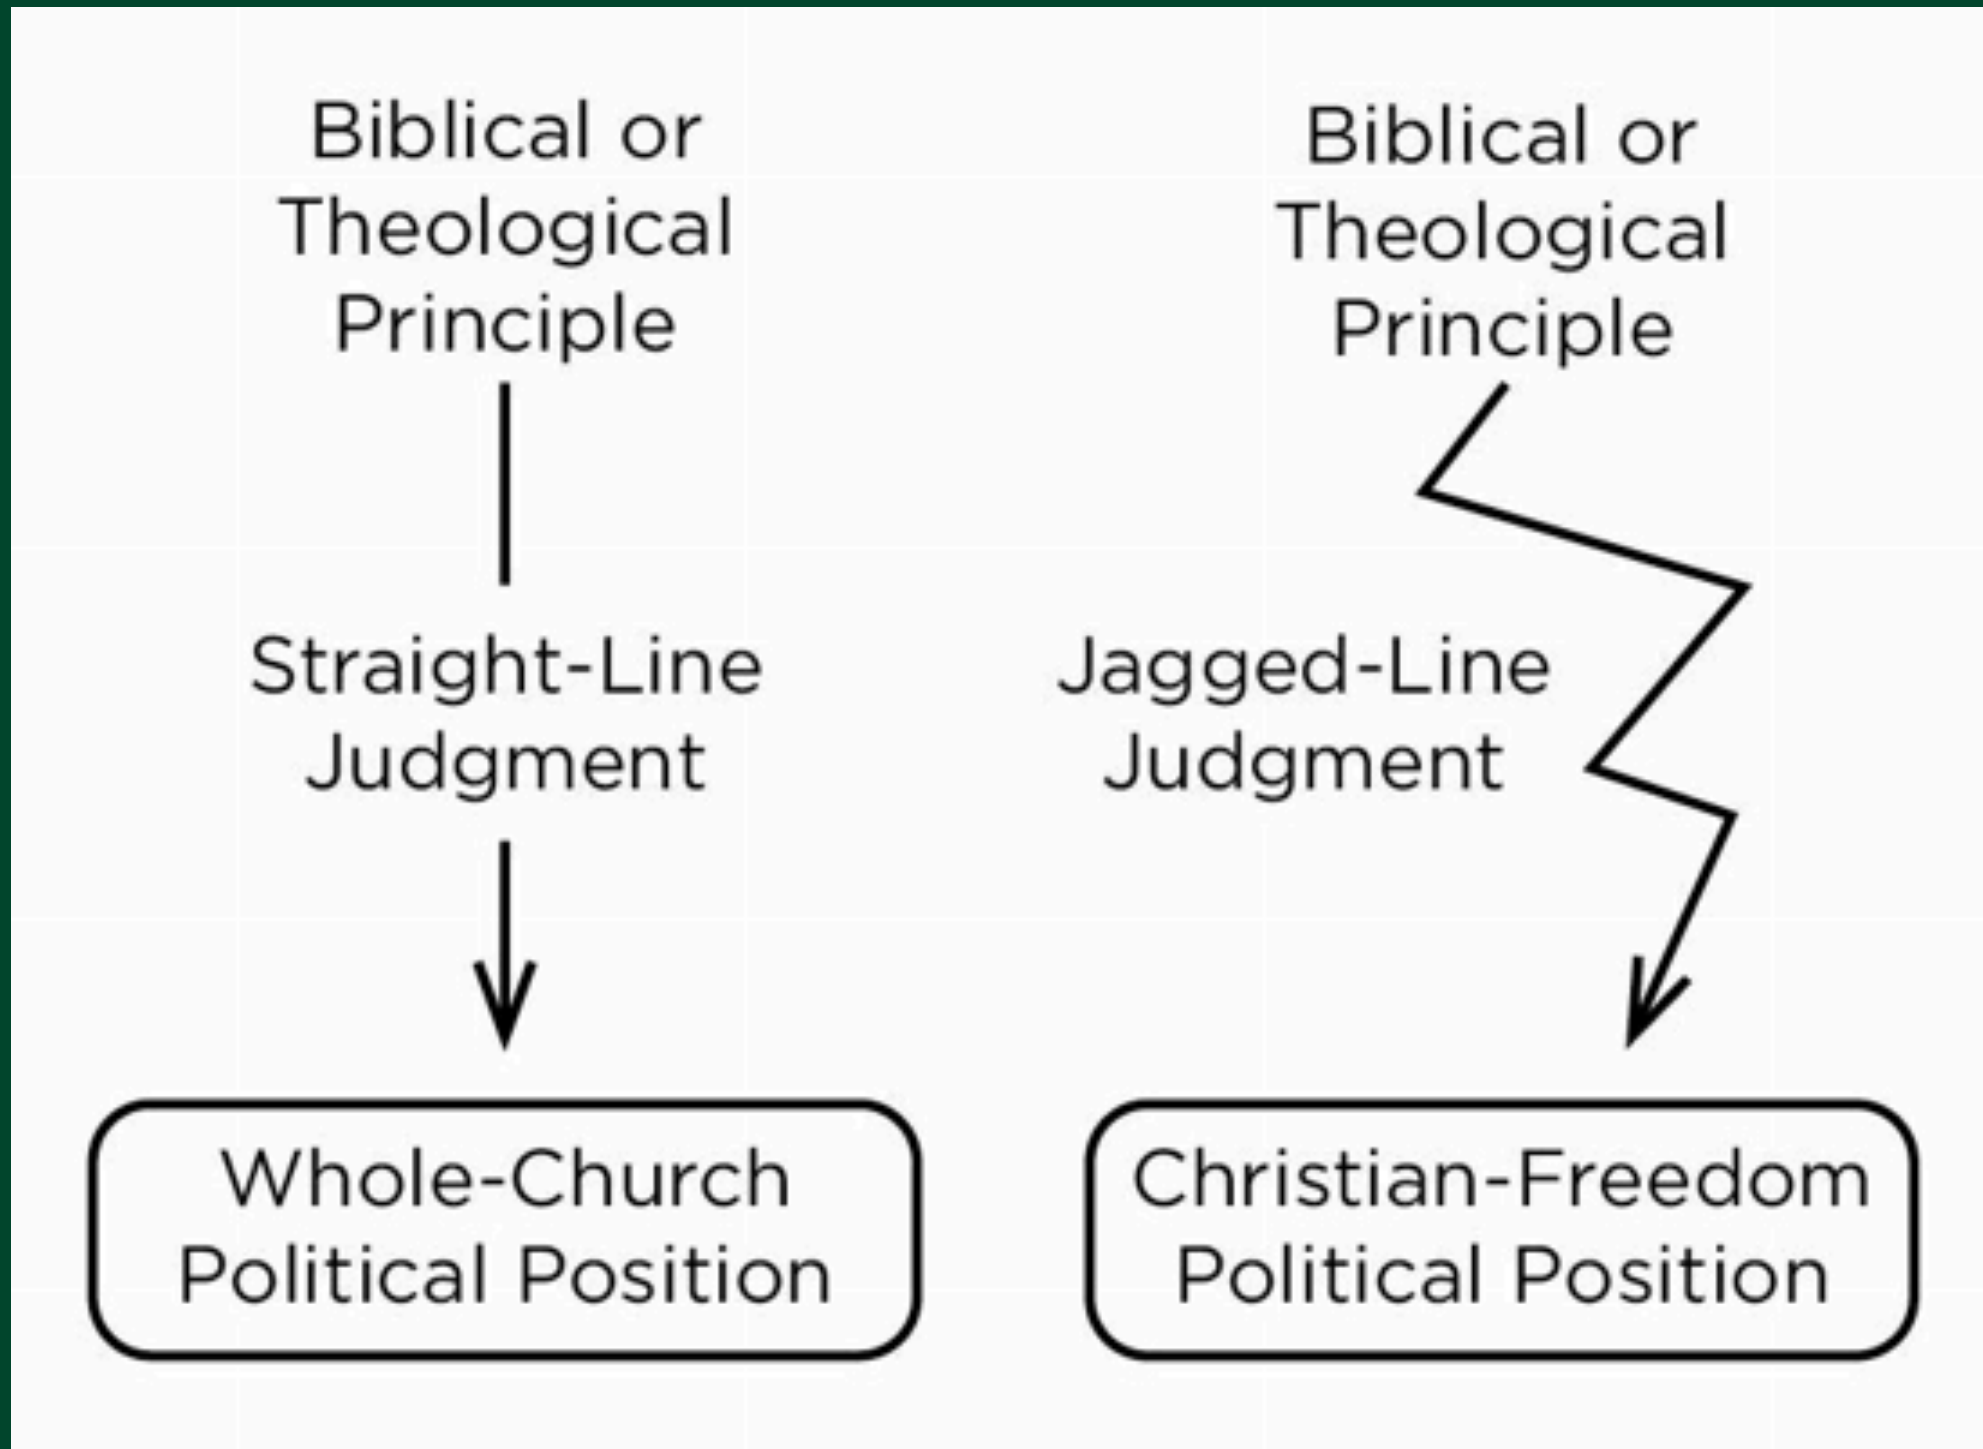 Biblical or
Theological
Principle
Straight-Line
Judgment
Whole-Church
Political Position
Biblical or
Theological
Principle
Jagged-Line
Judgment
Christian-Freedom
Political Position